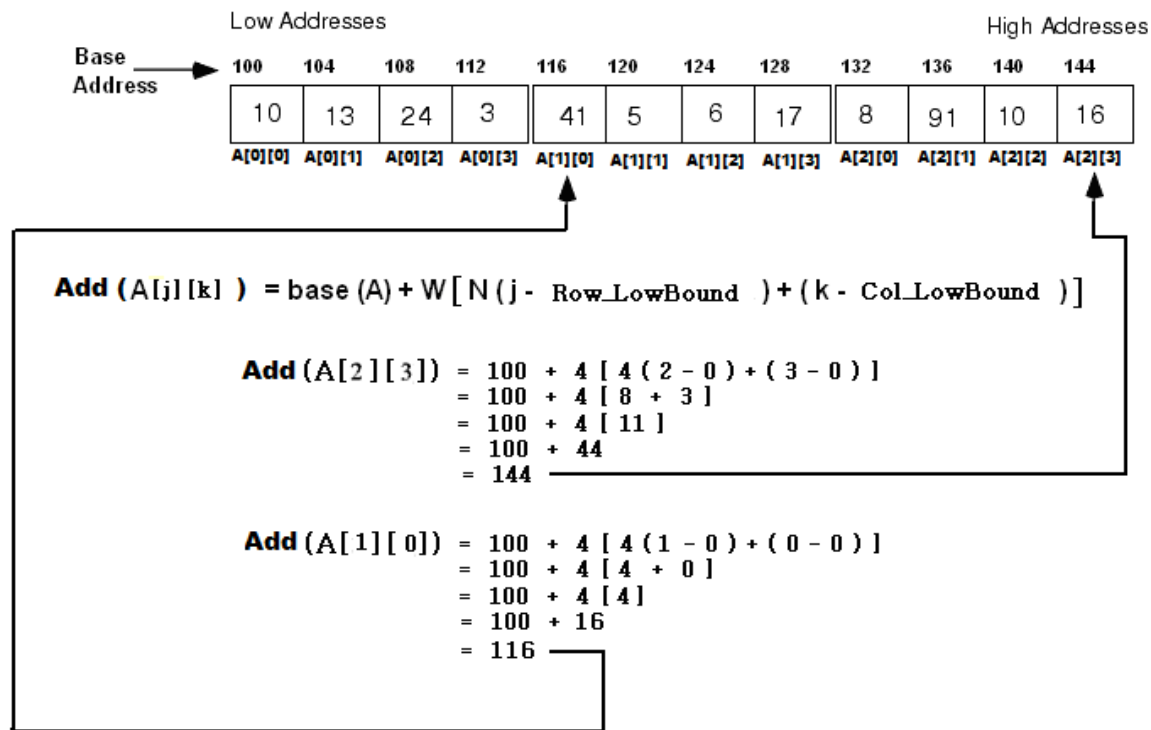 Low Addresses
High Addresses
Base Address
100 104 108 112 116 120 124 128 132 136 140 144
10 13 24 3 41 5 6 17 8 91 10 16
A[0][0] A[0][1] A[0][2] A[0][3] A[1][0] A[1][1] A[1][2] A[1][3] A[2][0] A[2][1] A[2][2] A[2][3]
Add (A[j][k] ) = base (A) + W[ N ( j - Row_LowBound ) + ( k - Col_LowBound )]
Add (A[2][3]) = 100 + 4 [ 4 ( 2 - 0 ) + ( 3 - 0 ) ]
= 100 + 4 [ 8 + 3 ]
= 100 + 4 [ 11 ]
= 100 + 44
= 144
Add (A[1][0]) = 100 + 4 [ 4 ( 1 - 0 ) + ( 0 - 0 ) ]
= 100 + 4 [ 4 + 0 ]
= 100 + 4 [ 4 ]
= 100 + 16
= 116